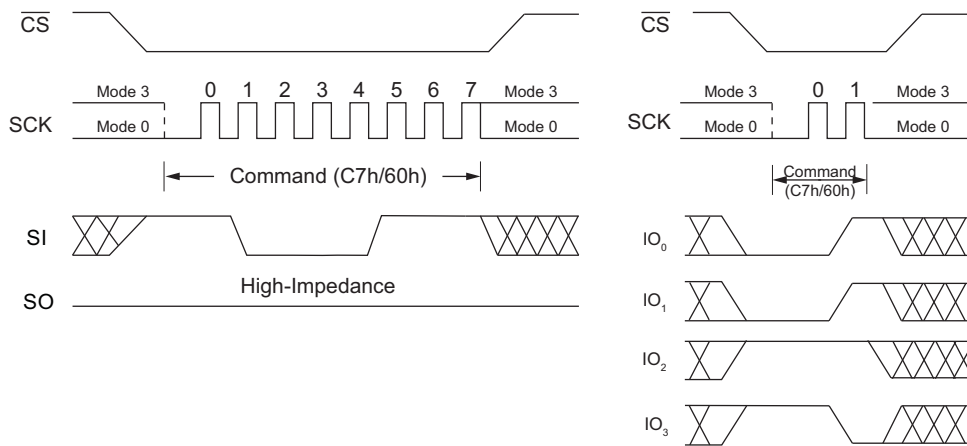 CS
SCK
Mode 3
Mode 0
0 1 2 3 4 5 6 7
Mode 3
Mode 0
Command (C7h/60h)
SI
High-Impedance
SO
CS
SCK
Mode 3
Mode 0
0 1
Mode 3
Mode 0
Command
(C7h/60h)
IO0
IO1
IO2
IO3